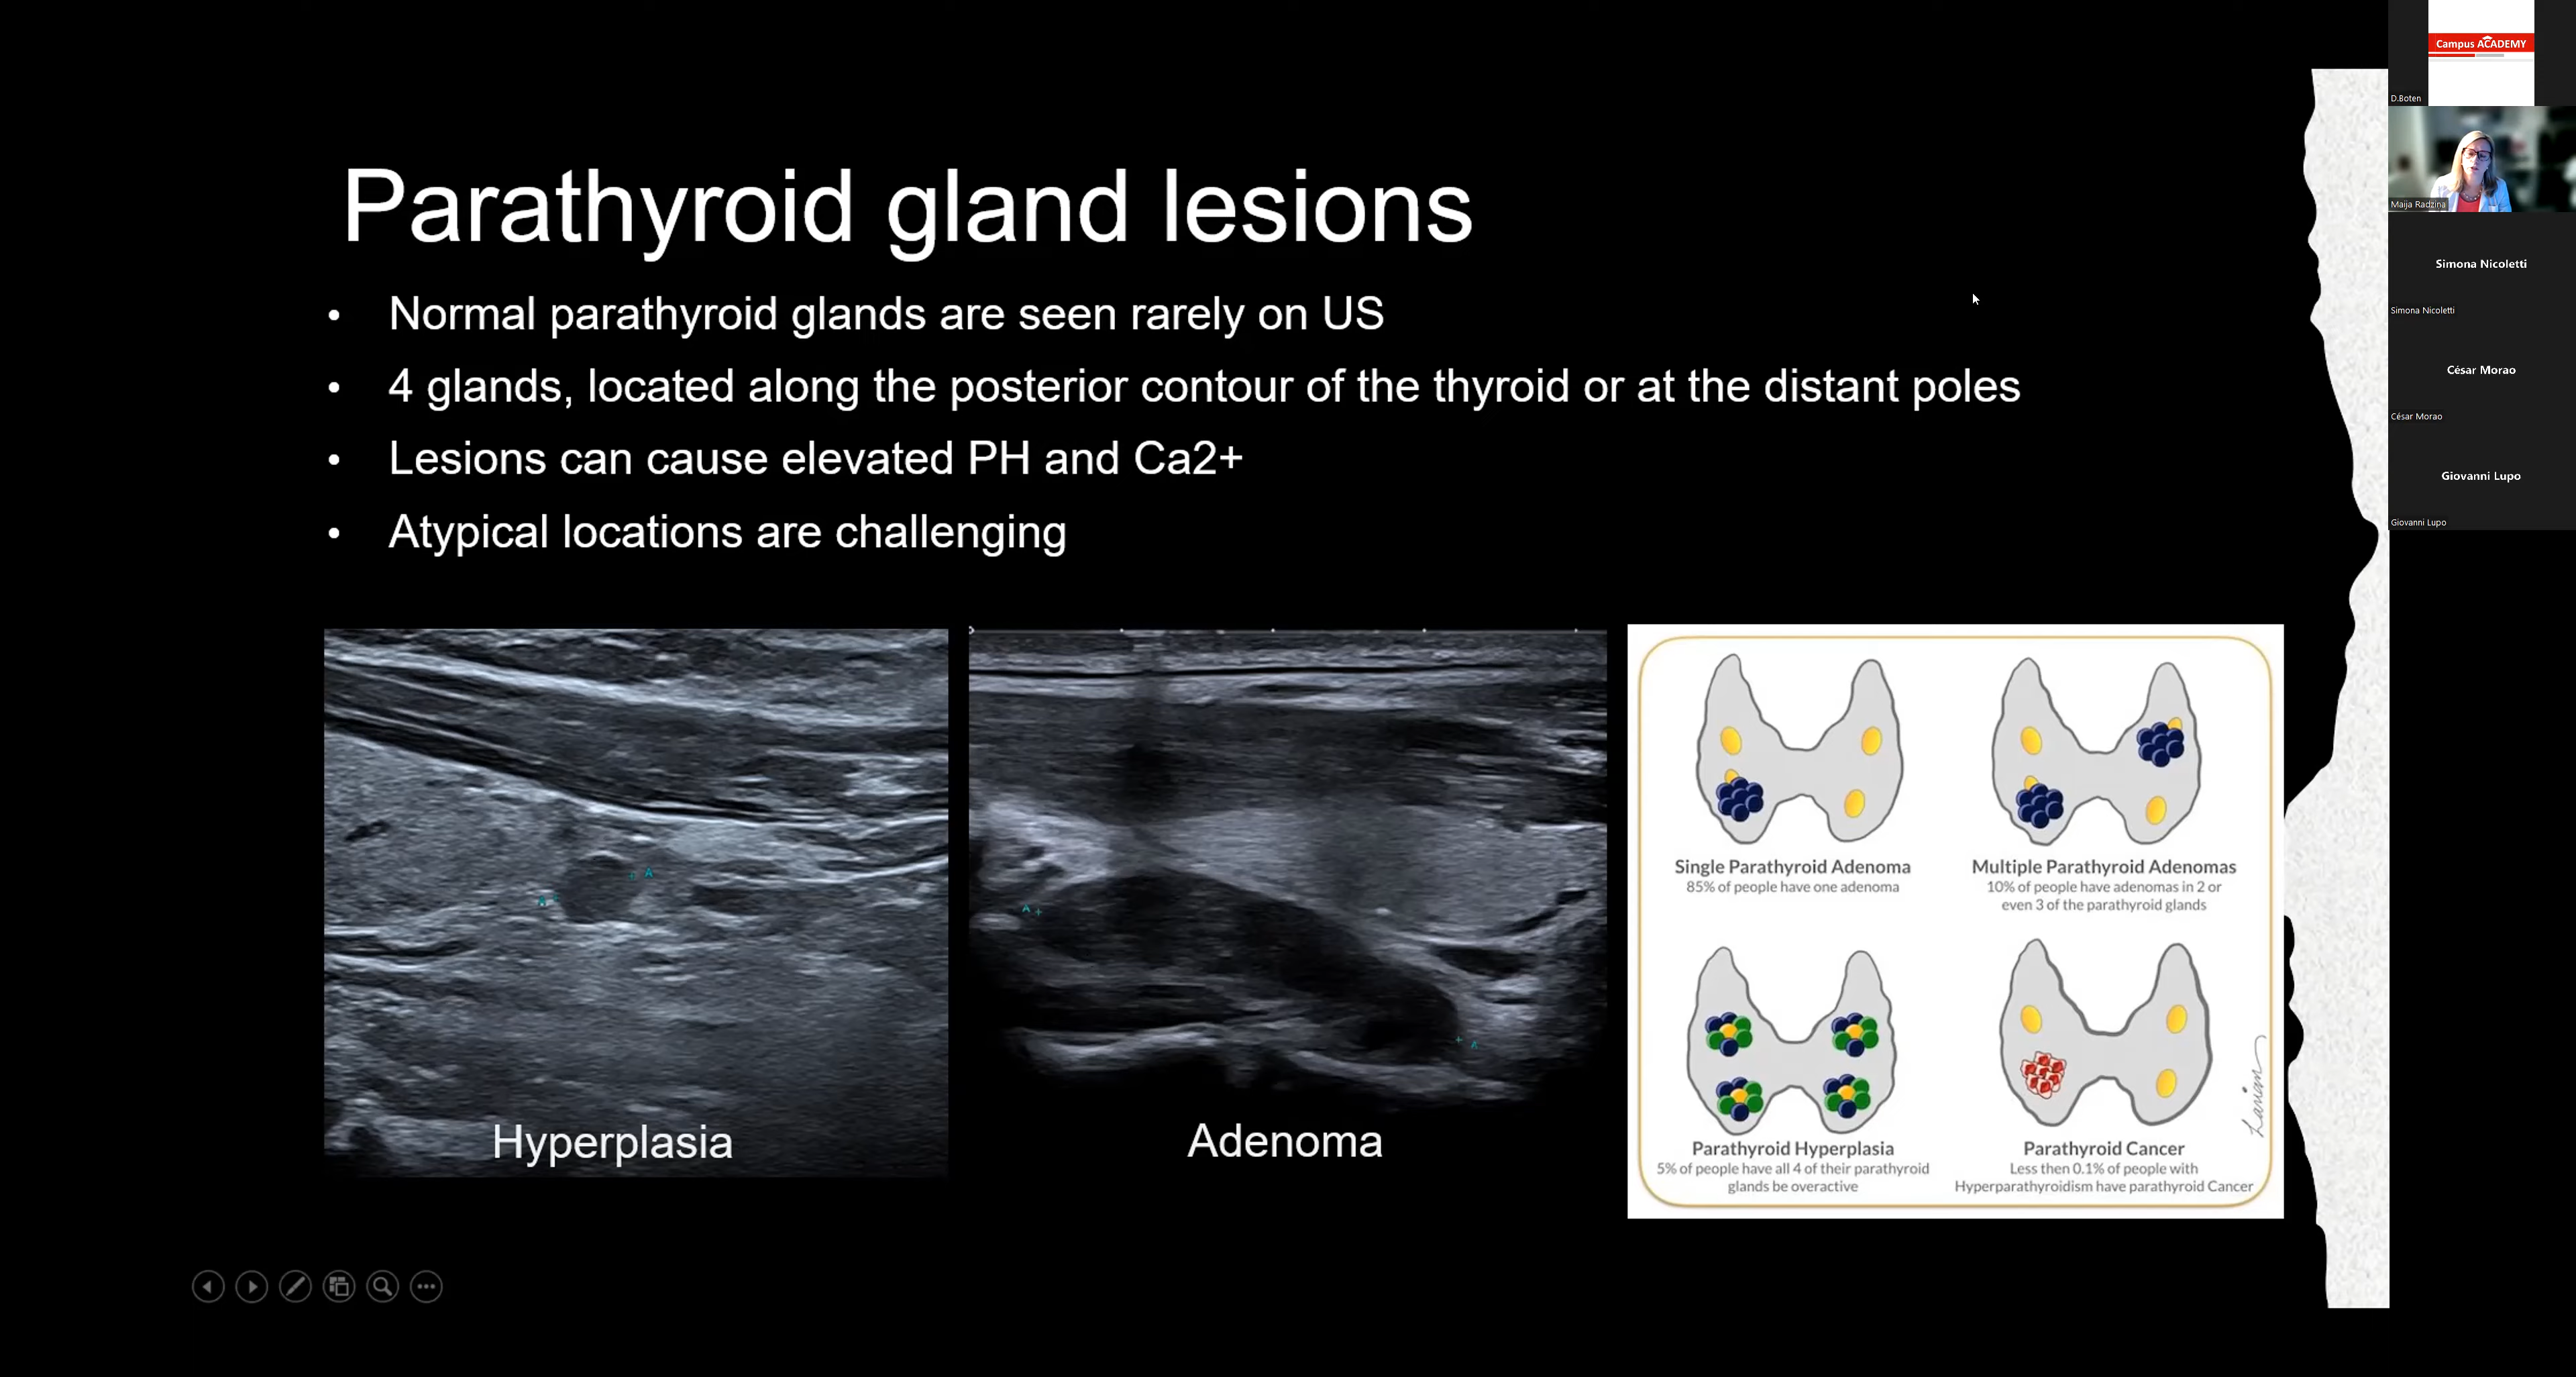 Parathyroid gland lesions
• Normal parathyroid glands are seen rarely on US
• 4 glands, located along the posterior contour of the thyroid or at the distant poles
• Lesions can cause elevated PH and Ca2+
• Atypical locations are challenging
A
A
Hyperplasia
A
A
Adenoma
Single Parathyroid Adenoma
85% of people have one adenoma
Multiple Parathyroid Adenomas
10% of people have adenomas in 2 or
even 3 of the parathyroid glands
Parathyroid Hyperplasia
5% of people have all 4 of their parathyroid
glands be overactive
Parathyroid Cancer
Less then 0.1% of people with
Hyperparathyroidism have parathyroid Cancer
Campus ACADEMY
D.Boten
Maija Radzina
Simona Nicoletti
Simona Nicoletti
César Morao
César Morao
Giovanni Lupo
Giovanni Lupo